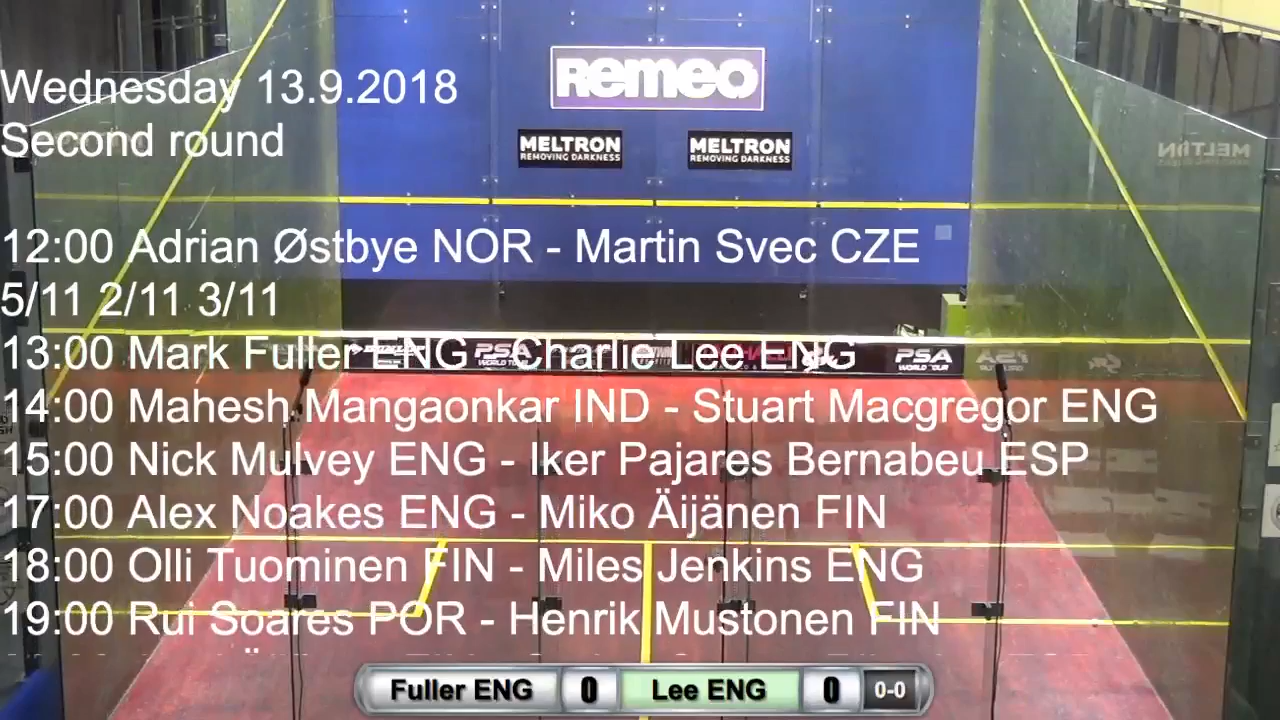 Remeo
MELTRON
REMOVING DARKNESS
MELTRON
REMOVING DARKNESS
Wednesday 13.9.2018
Second round
12:00 Adrian Østbye NOR - Martin Svec CZE
5/11 2/11 3/11
13:00 Mark Fuller ENG - Charlie Lee ENG
PSA
WORLD TOUR
PSA
WORLD TOUR
14:00 Mahesh Mangaonkar IND - Stuart Macgregor ENG
15:00 Nick Mulvey ENG - Iker Pajares Bernabeu ESP
17:00 Alex Noakes ENG - Miko Äijänen FIN
18:00 Olli Tuominen FIN - Miles Jenkins ENG
19:00 Rui Soares POR - Henrik Mustonen FIN
Fuller ENG 0 Lee ENG 0 0-0